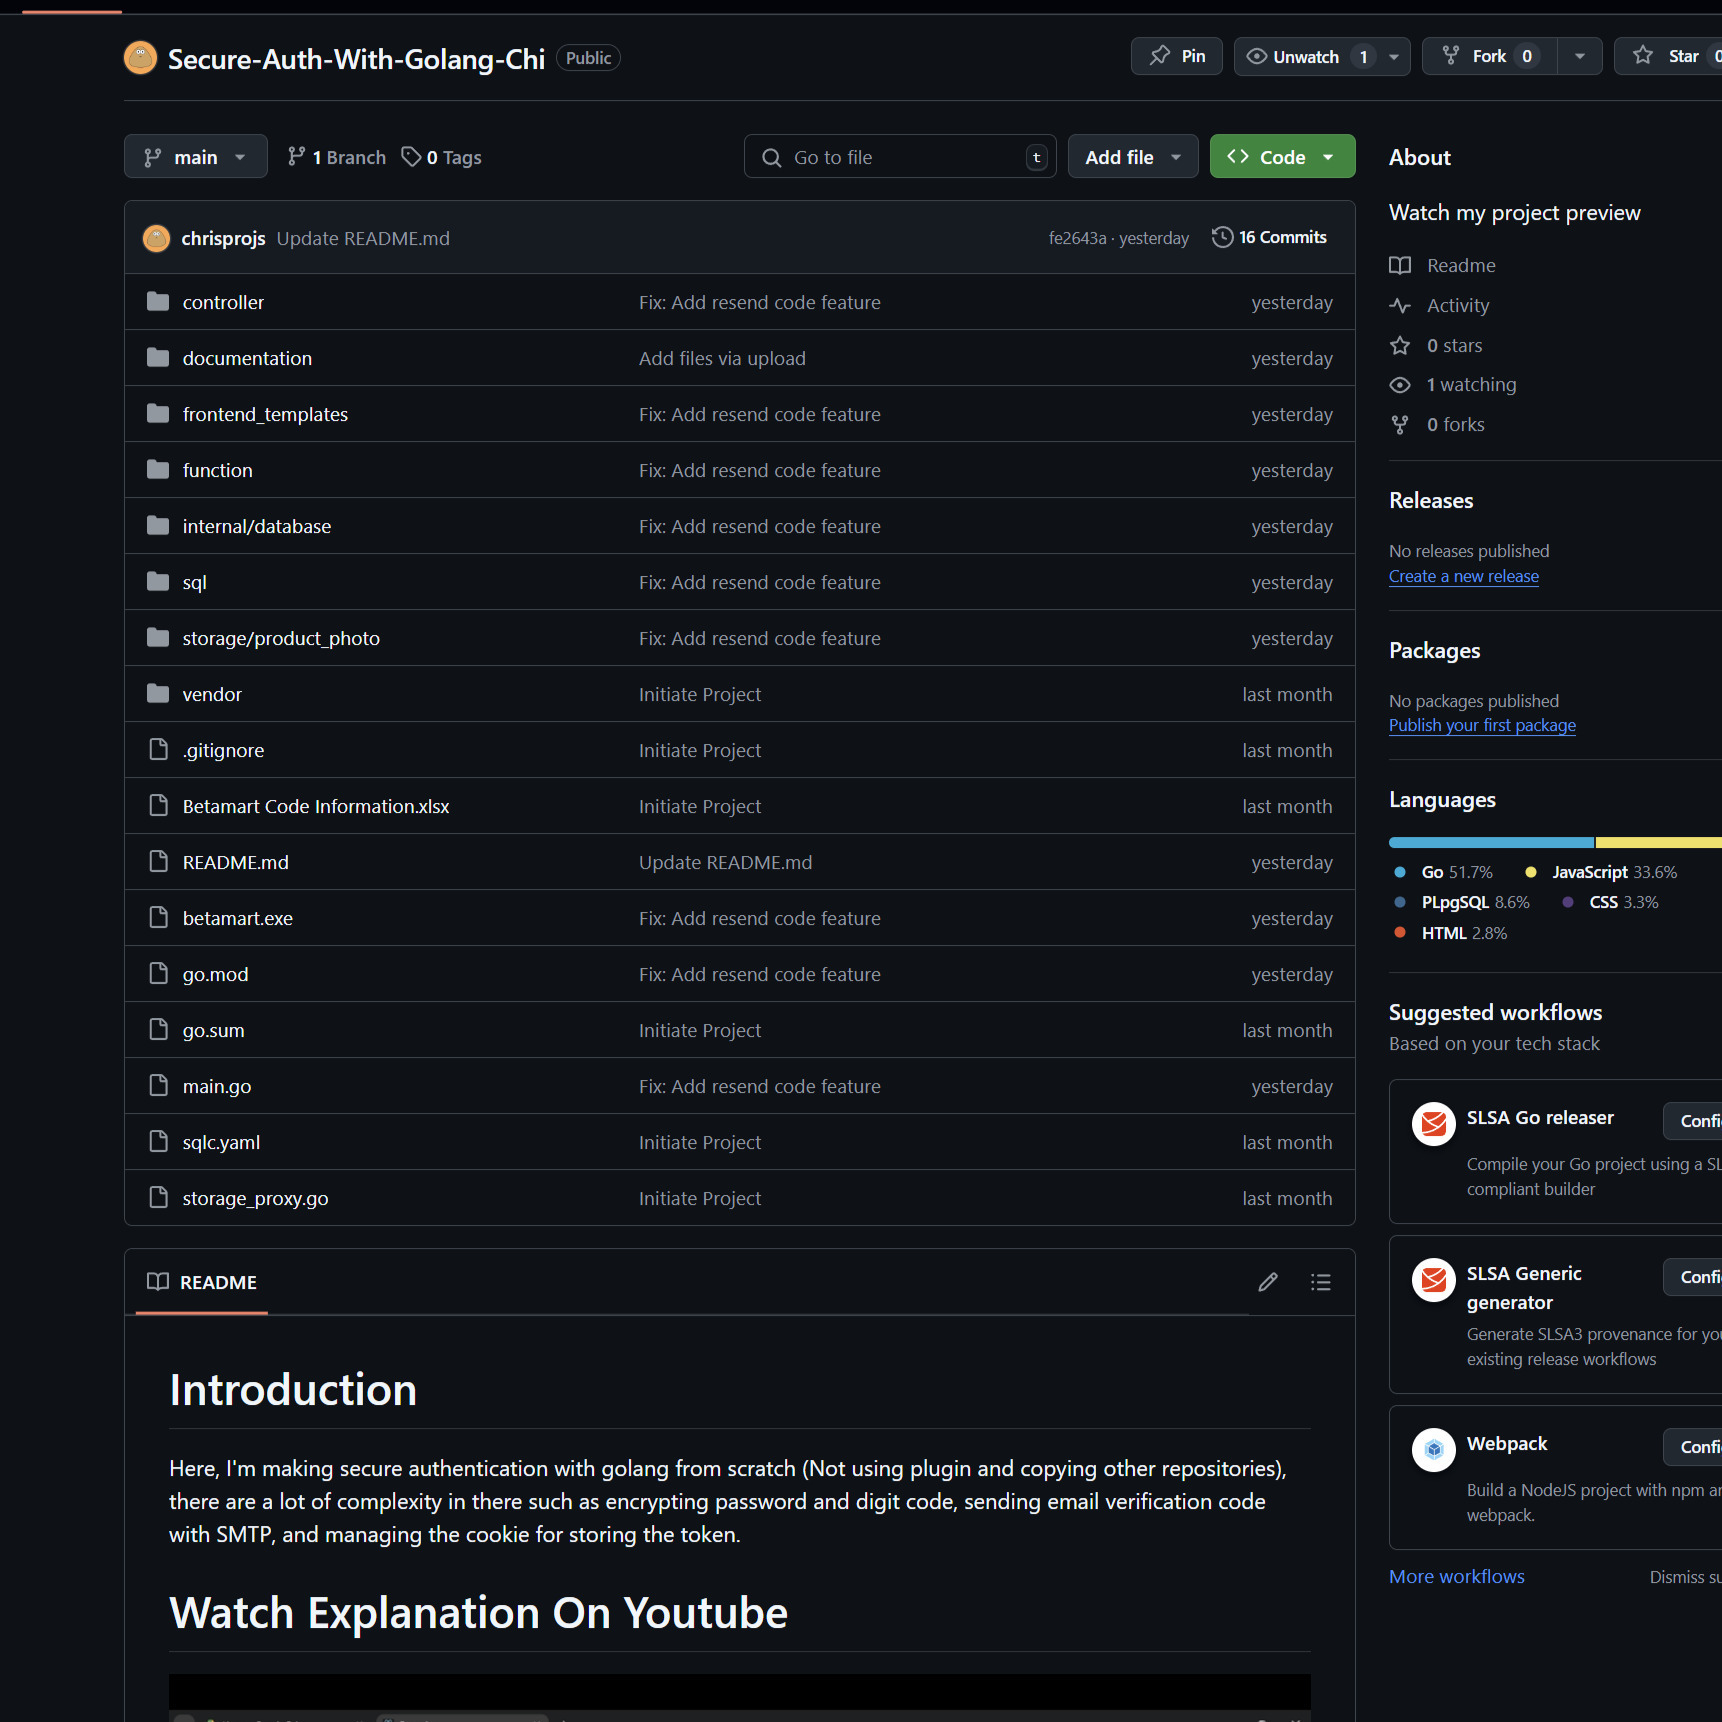 Secure-Auth-With-Golang-Chi Public
Pin Unwatch 1 Fork 0 Star
main 1 Branch 0 Tags Go to file t Add file Code
chrisprojs Update README.md fe2643a · yesterday 16 Commits
controller Fix: Add resend code feature yesterday
documentation Add files via upload yesterday
frontend_templates Fix: Add resend code feature yesterday
function Fix: Add resend code feature yesterday
internal/database Fix: Add resend code feature yesterday
sql Fix: Add resend code feature yesterday
storage/product_photo Fix: Add resend code feature yesterday
vendor Initiate Project last month
.gitignore Initiate Project last month
Betamart Code Information.xlsx Initiate Project last month
README.md Update README.md yesterday
betamart.exe Fix: Add resend code feature yesterday
go.mod Fix: Add resend code feature yesterday
go.sum Initiate Project last month
main.go Fix: Add resend code feature yesterday
sqlc.yaml Initiate Project last month
storage_proxy.go Initiate Project last month
README
Introduction
Here, I'm making secure authentication with golang from scratch (Not using plugin and copying other repositories),
there are a lot of complexity in there such as encrypting password and digit code, sending email verification code
with SMTP, and managing the cookie for storing the token.
Watch Explanation On Youtube
About
Watch my project preview
Readme
Activity
0 stars
1 watching
0 forks
Releases
No releases published
Create a new release
Packages
No packages published
Publish your first package
Languages
Go 51.7% JavaScript 33.6%
PLpgSQL 8.6% CSS 3.3%
HTML 2.8%
Suggested workflows
Based on your tech stack
SLSA Go releaser Confi
Compile your Go project using a SL
compliant builder
SLSA Generic Confi
generator
Generate SLSA3 provenance for you
existing release workflows
Webpack Confi
Build a NodeJS project with npm an
webpack.
More workflows Dismiss su